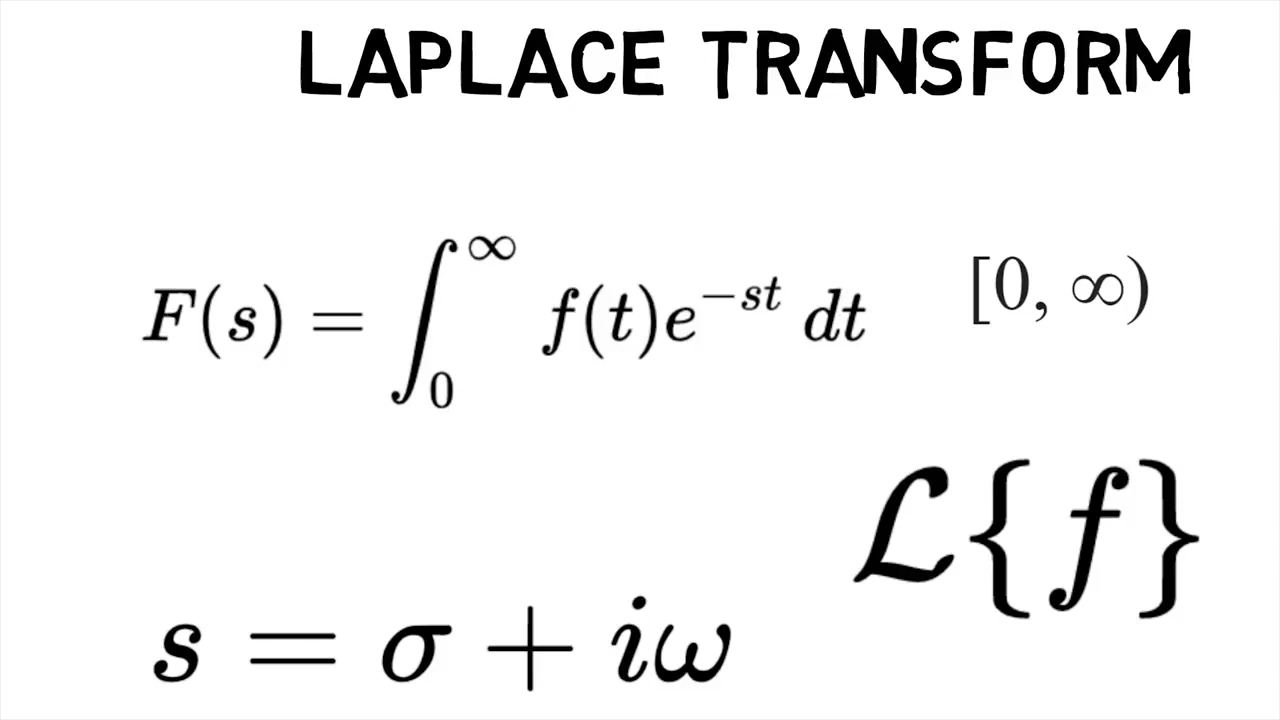 LAPLACE TRANSFORM
F(s) = ∫₀^∞ f(t)e^{−st} dt [0, ∞)
ℒ{f}
s = σ + iω